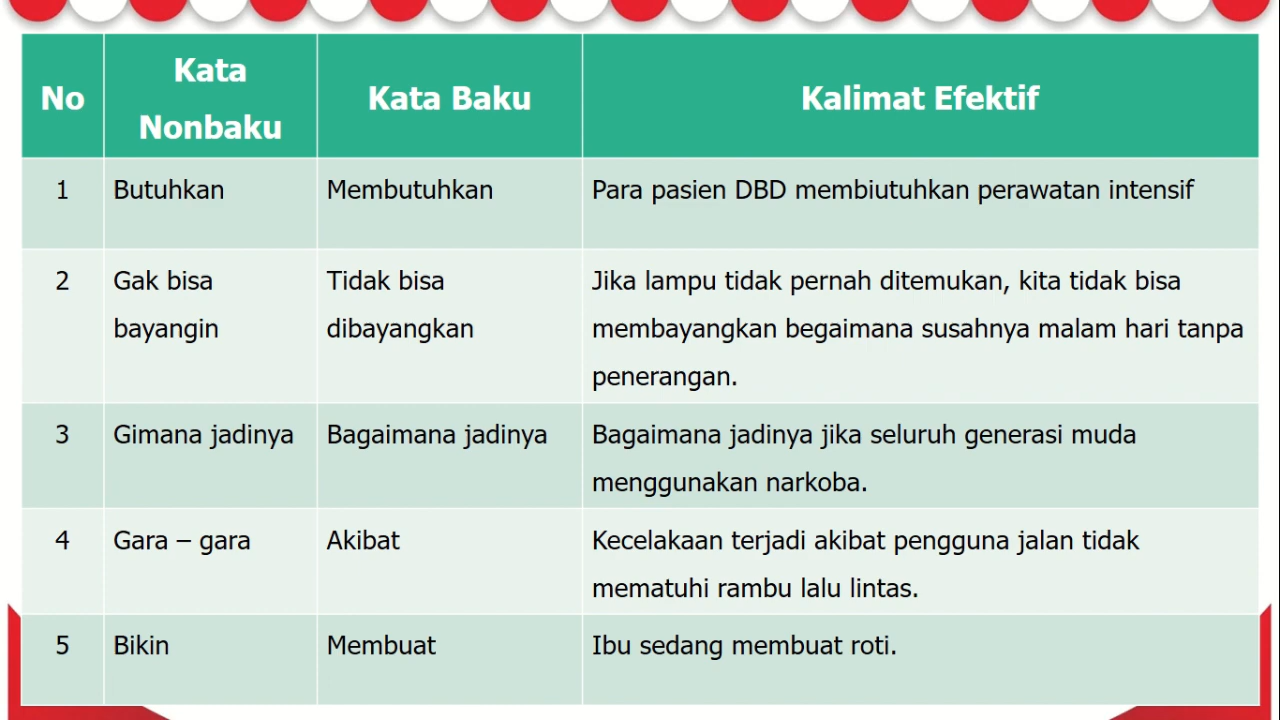 No
Kata
Nonbaku
Kata Baku
Kalimat Efektif
1
Butuhkan
Membutuhkan
Para pasien DBD membiutuhkan perawatan intensif
2
Gak bisa
bayangin
Tidak bisa
dibayangkan
Jika lampu tidak pernah ditemukan, kita tidak bisa
membayangkan begaimana susahnya malam hari tanpa
penerangan.
3
Gimana jadinya
Bagaimana jadinya
Bagaimana jadinya jika seluruh generasi muda
menggunakan narkoba.
4
Gara – gara
Akibat
Kecelakaan terjadi akibat pengguna jalan tidak
mematuhi rambu lalu lintas.
5
Bikin
Membuat
Ibu sedang membuat roti.